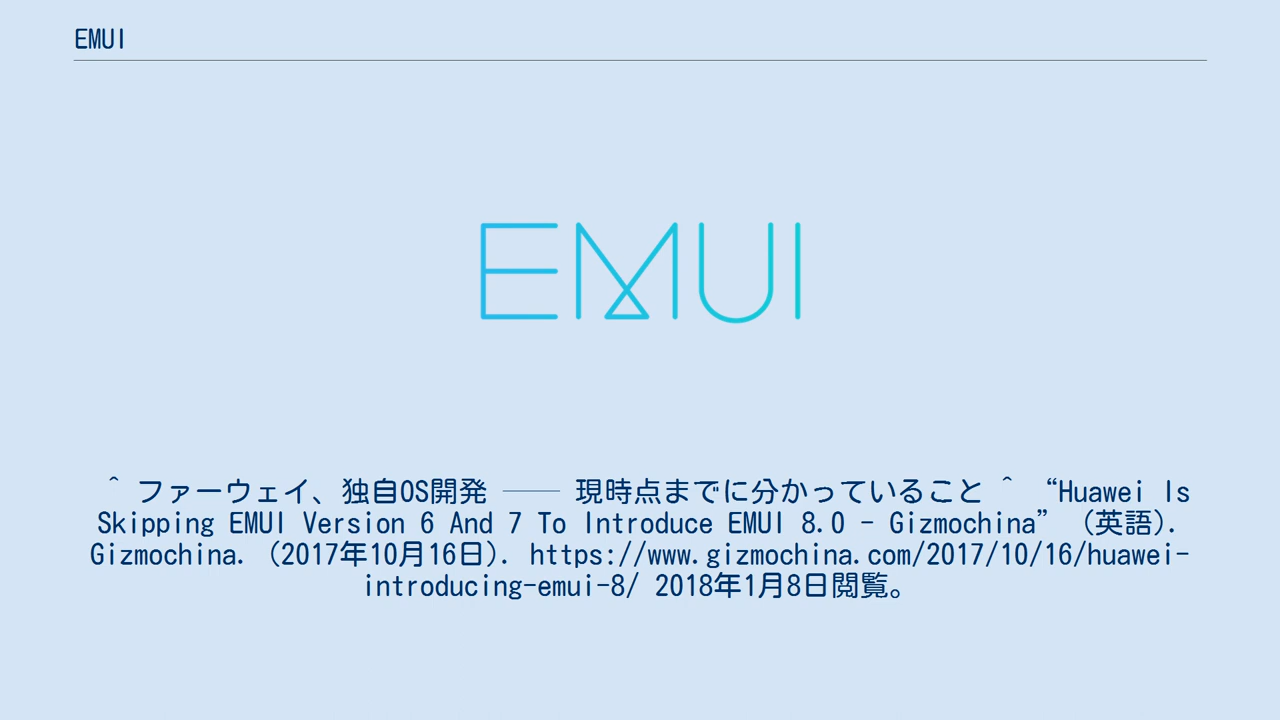 EMUI
EMUI
^ ファーウェイ、独自OS開発 ―― 現時点までに分かっていること ^ “Huawei Is
Skipping EMUI Version 6 And 7 To Introduce EMUI 8.0 - Gizmochina” (英語).
Gizmochina. (2017年10月16日). https://www.gizmochina.com/2017/10/16/huawei-
introducing-emui-8/ 2018年1月8日閲覧。